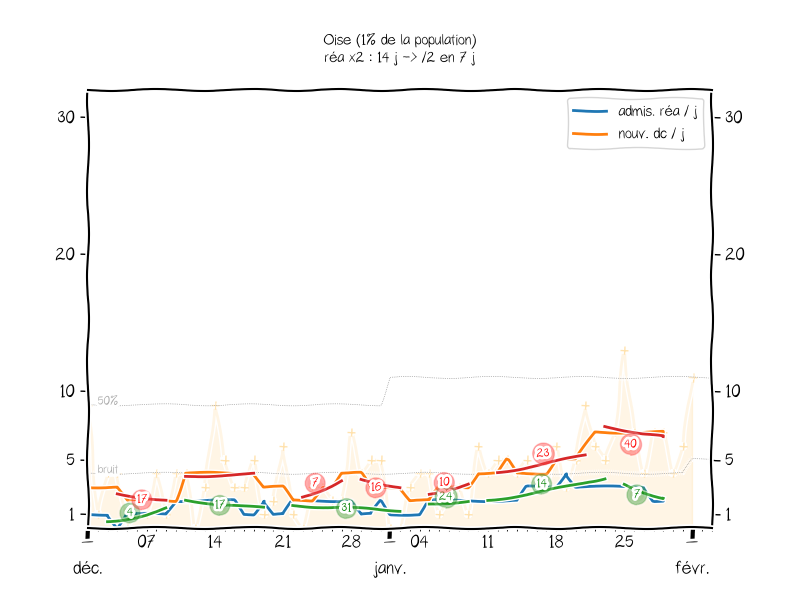 Oise (1% de la population)
réa x2 : 14 j -> /2 en 7 j
admis. réa / j
nouv. dc / j
30 30
20 20
10 10
50%
5 5
bruit
1 1
17 4 17 7 31 16 10 24 23 14 40 7
07 14 21 28 04 11 18 25
déc. janv. févr.